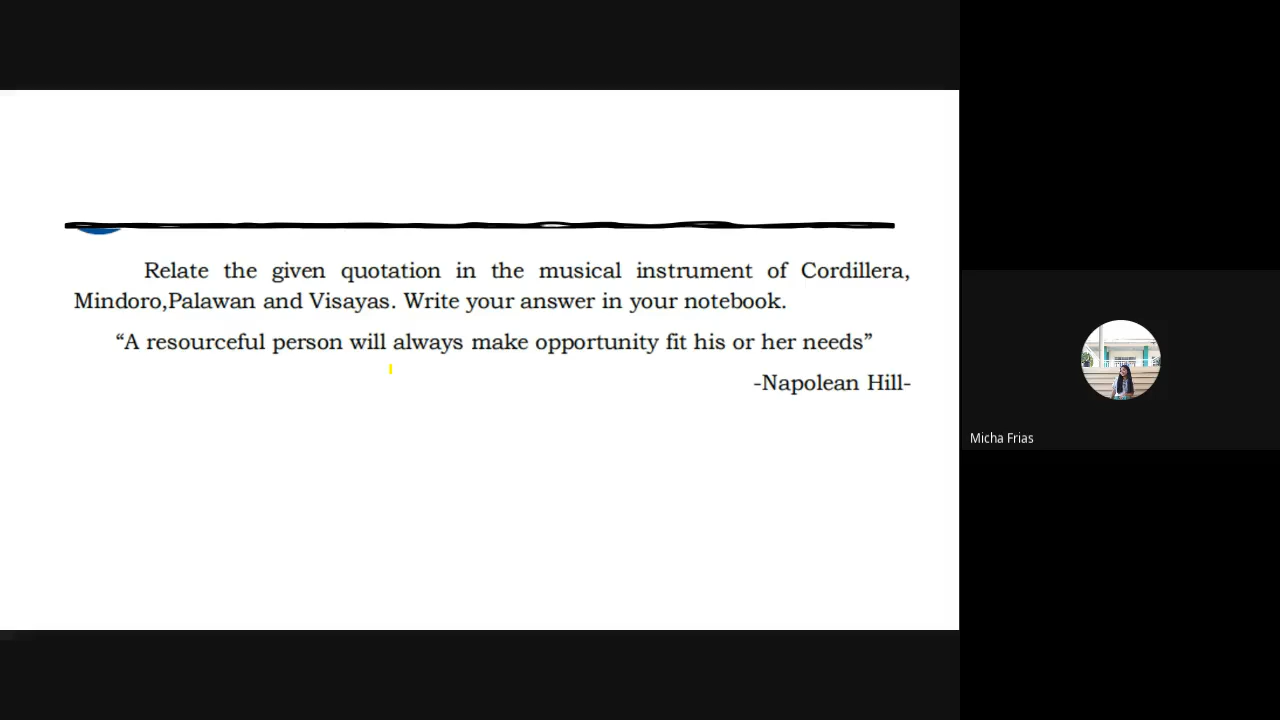 Relate the given quotation in the musical instrument of Cordillera,
Mindoro,Palawan and Visayas. Write your answer in your notebook.
“A resourceful person will always make opportunity fit his or her needs”
-Napolean Hill-
Micha Frias